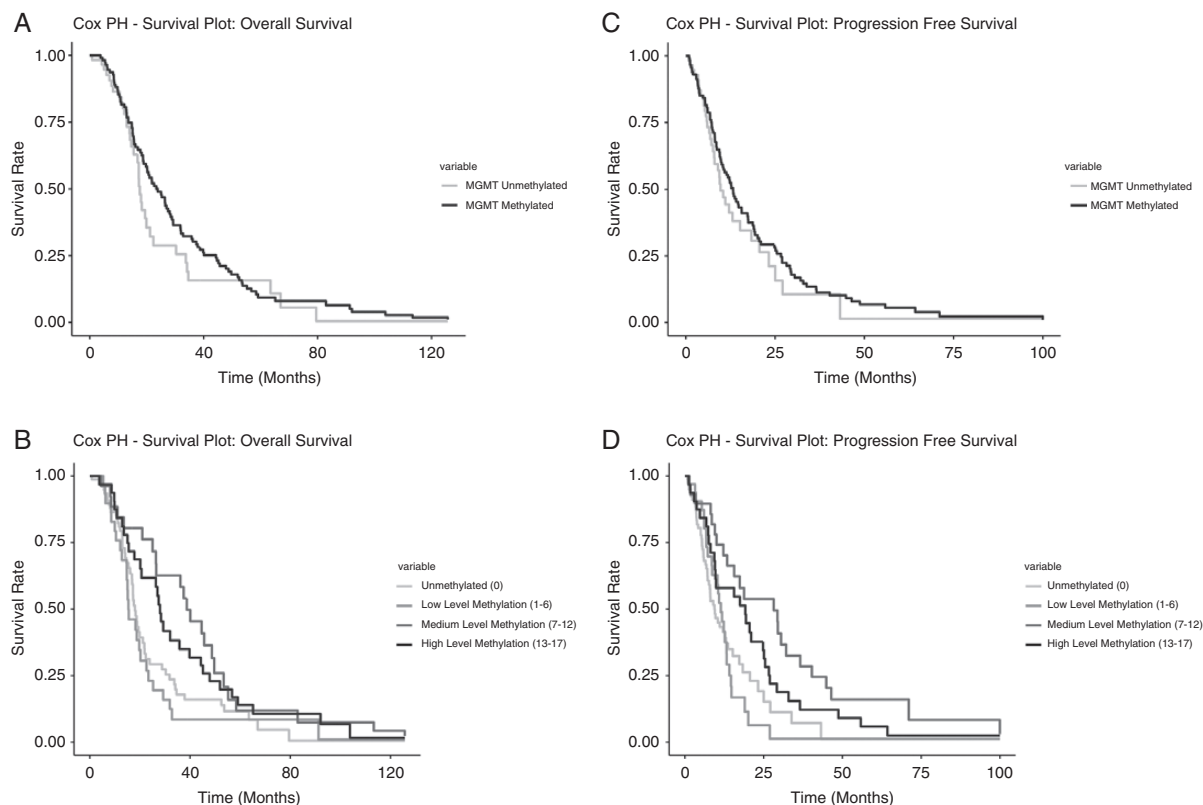 A
Cox PH - Survival Plot: Overall Survival
1.00
0.75
0.50
0.25
0.00
Survival Rate
0 40 80 120
Time (Months)
variable
MGMT Unmethylated
MGMT Methylated
C
Cox PH - Survival Plot: Progression Free Survival
1.00
0.75
0.50
0.25
0.00
Survival Rate
0 25 50 75 100
Time (Months)
variable
MGMT Unmethylated
MGMT Methylated
B
Cox PH - Survival Plot: Overall Survival
1.00
0.75
0.50
0.25
0.00
Survival Rate
0 40 80 120
Time (Months)
variable
Unmethylated (0)
Low Level Methylation (1-6)
Medium Level Methylation (7-12)
High Level Methylation (13-17)
D
Cox PH - Survival Plot: Progression Free Survival
1.00
0.75
0.50
0.25
0.00
Survival Rate
0 25 50 75 100
Time (Months)
variable
Unmethylated (0)
Low Level Methylation (1-6)
Medium Level Methylation (7-12)
High Level Methylation (13-17)